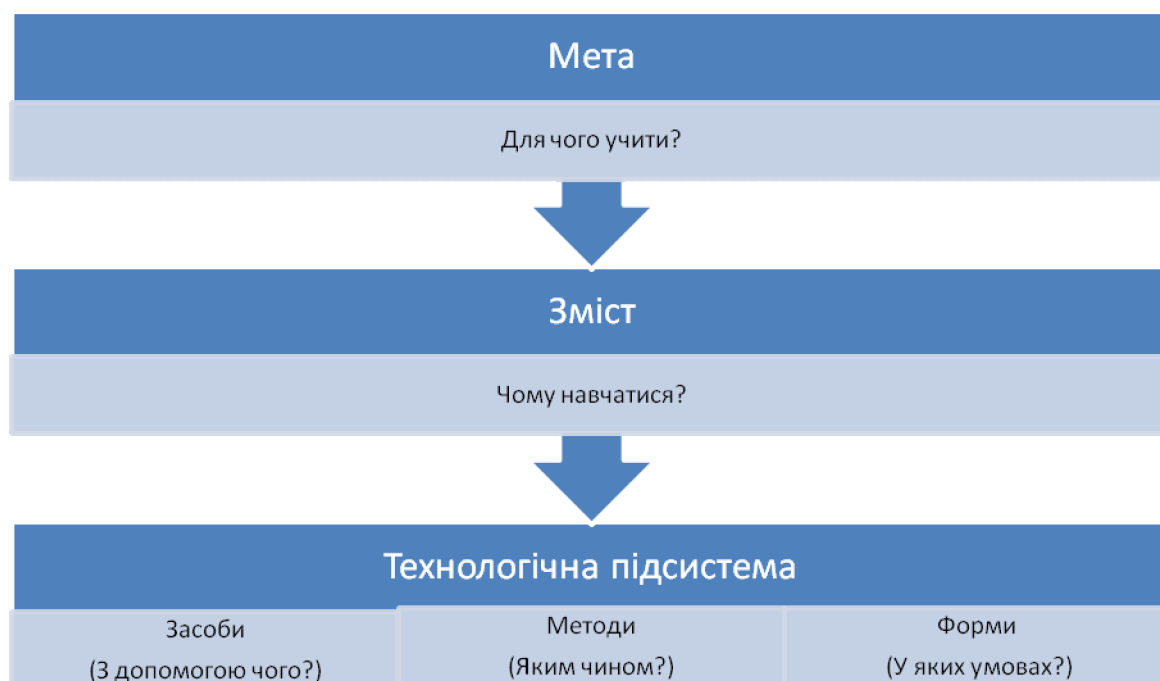 Мета
Для чого учити?
Зміст
Чому навчатися?
Технологічна підсистема
Засоби
(З допомогою чого?)
Методи
(Яким чином?)
Форми
(У яких умовах?)